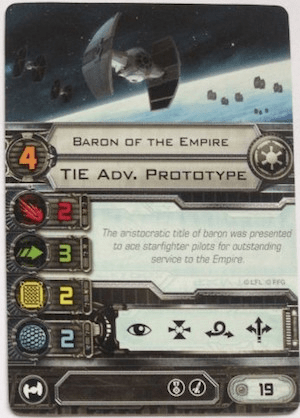 BARON OF THE EMPIRE
4
TIE ADV. PROTOTYPE
2
3
2
2
The aristocratic title of baron was presented
to ace starfighter pilots for outstanding
service to the Empire.
©LFL ©FFG
19